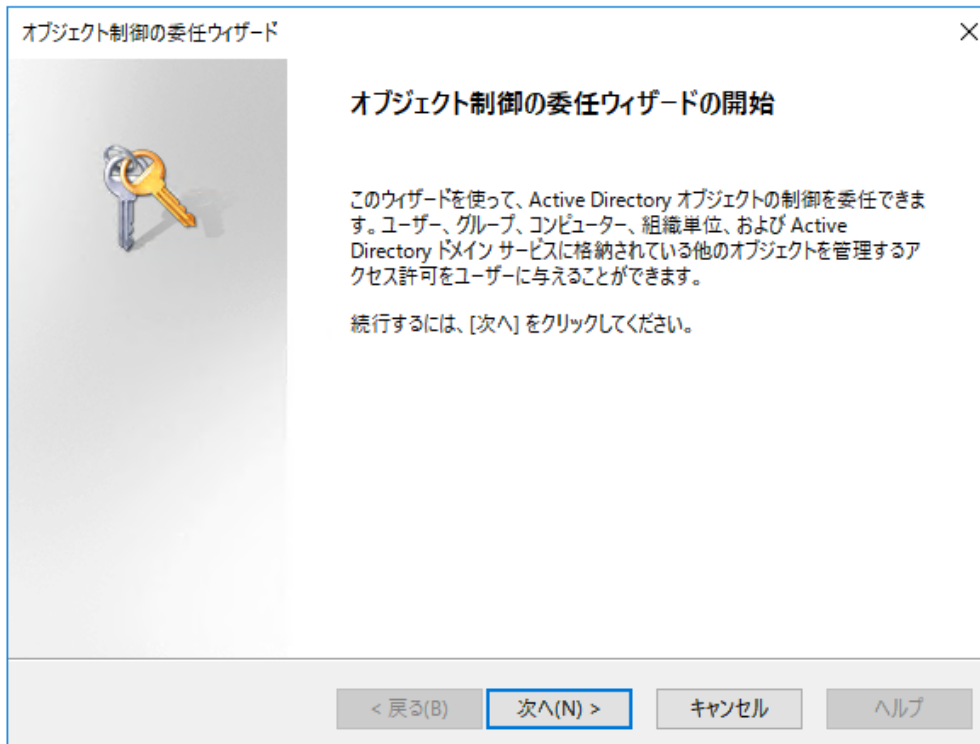 オブジェクト制御の委任ウィザード
オブジェクト制御の委任ウィザードの開始
このウィザードを使って、Active Directory オブジェクトの制御を委任できま
す。ユーザー、グループ、コンピューター、組織単位、および Active
Directory ドメイン サービスに格納されている他のオブジェクトを管理するア
クセス許可をユーザーに与えることができます。
続行するには、[次へ] をクリックしてください。
< 戻る(B)
次へ(N) >
キャンセル
ヘルプ